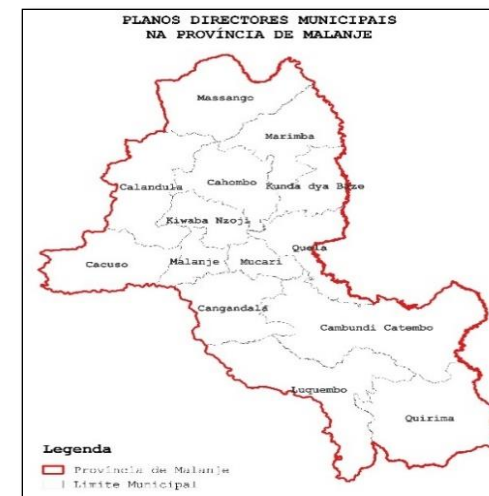 PLANOS DIRECTORES MUNICIPAIS
NA PROVÍNCIA DE MALANJE
Massango
Marimba
Calandula
Cahombo
Kunda dya Baze
Kiwaba Nzoji
Quela
Cacuso
Malanje
Mucari
Cangandala
Cambundi Catembo
Luquembo
Quirima
Legenda
Província de Malanje
Límite Municipal